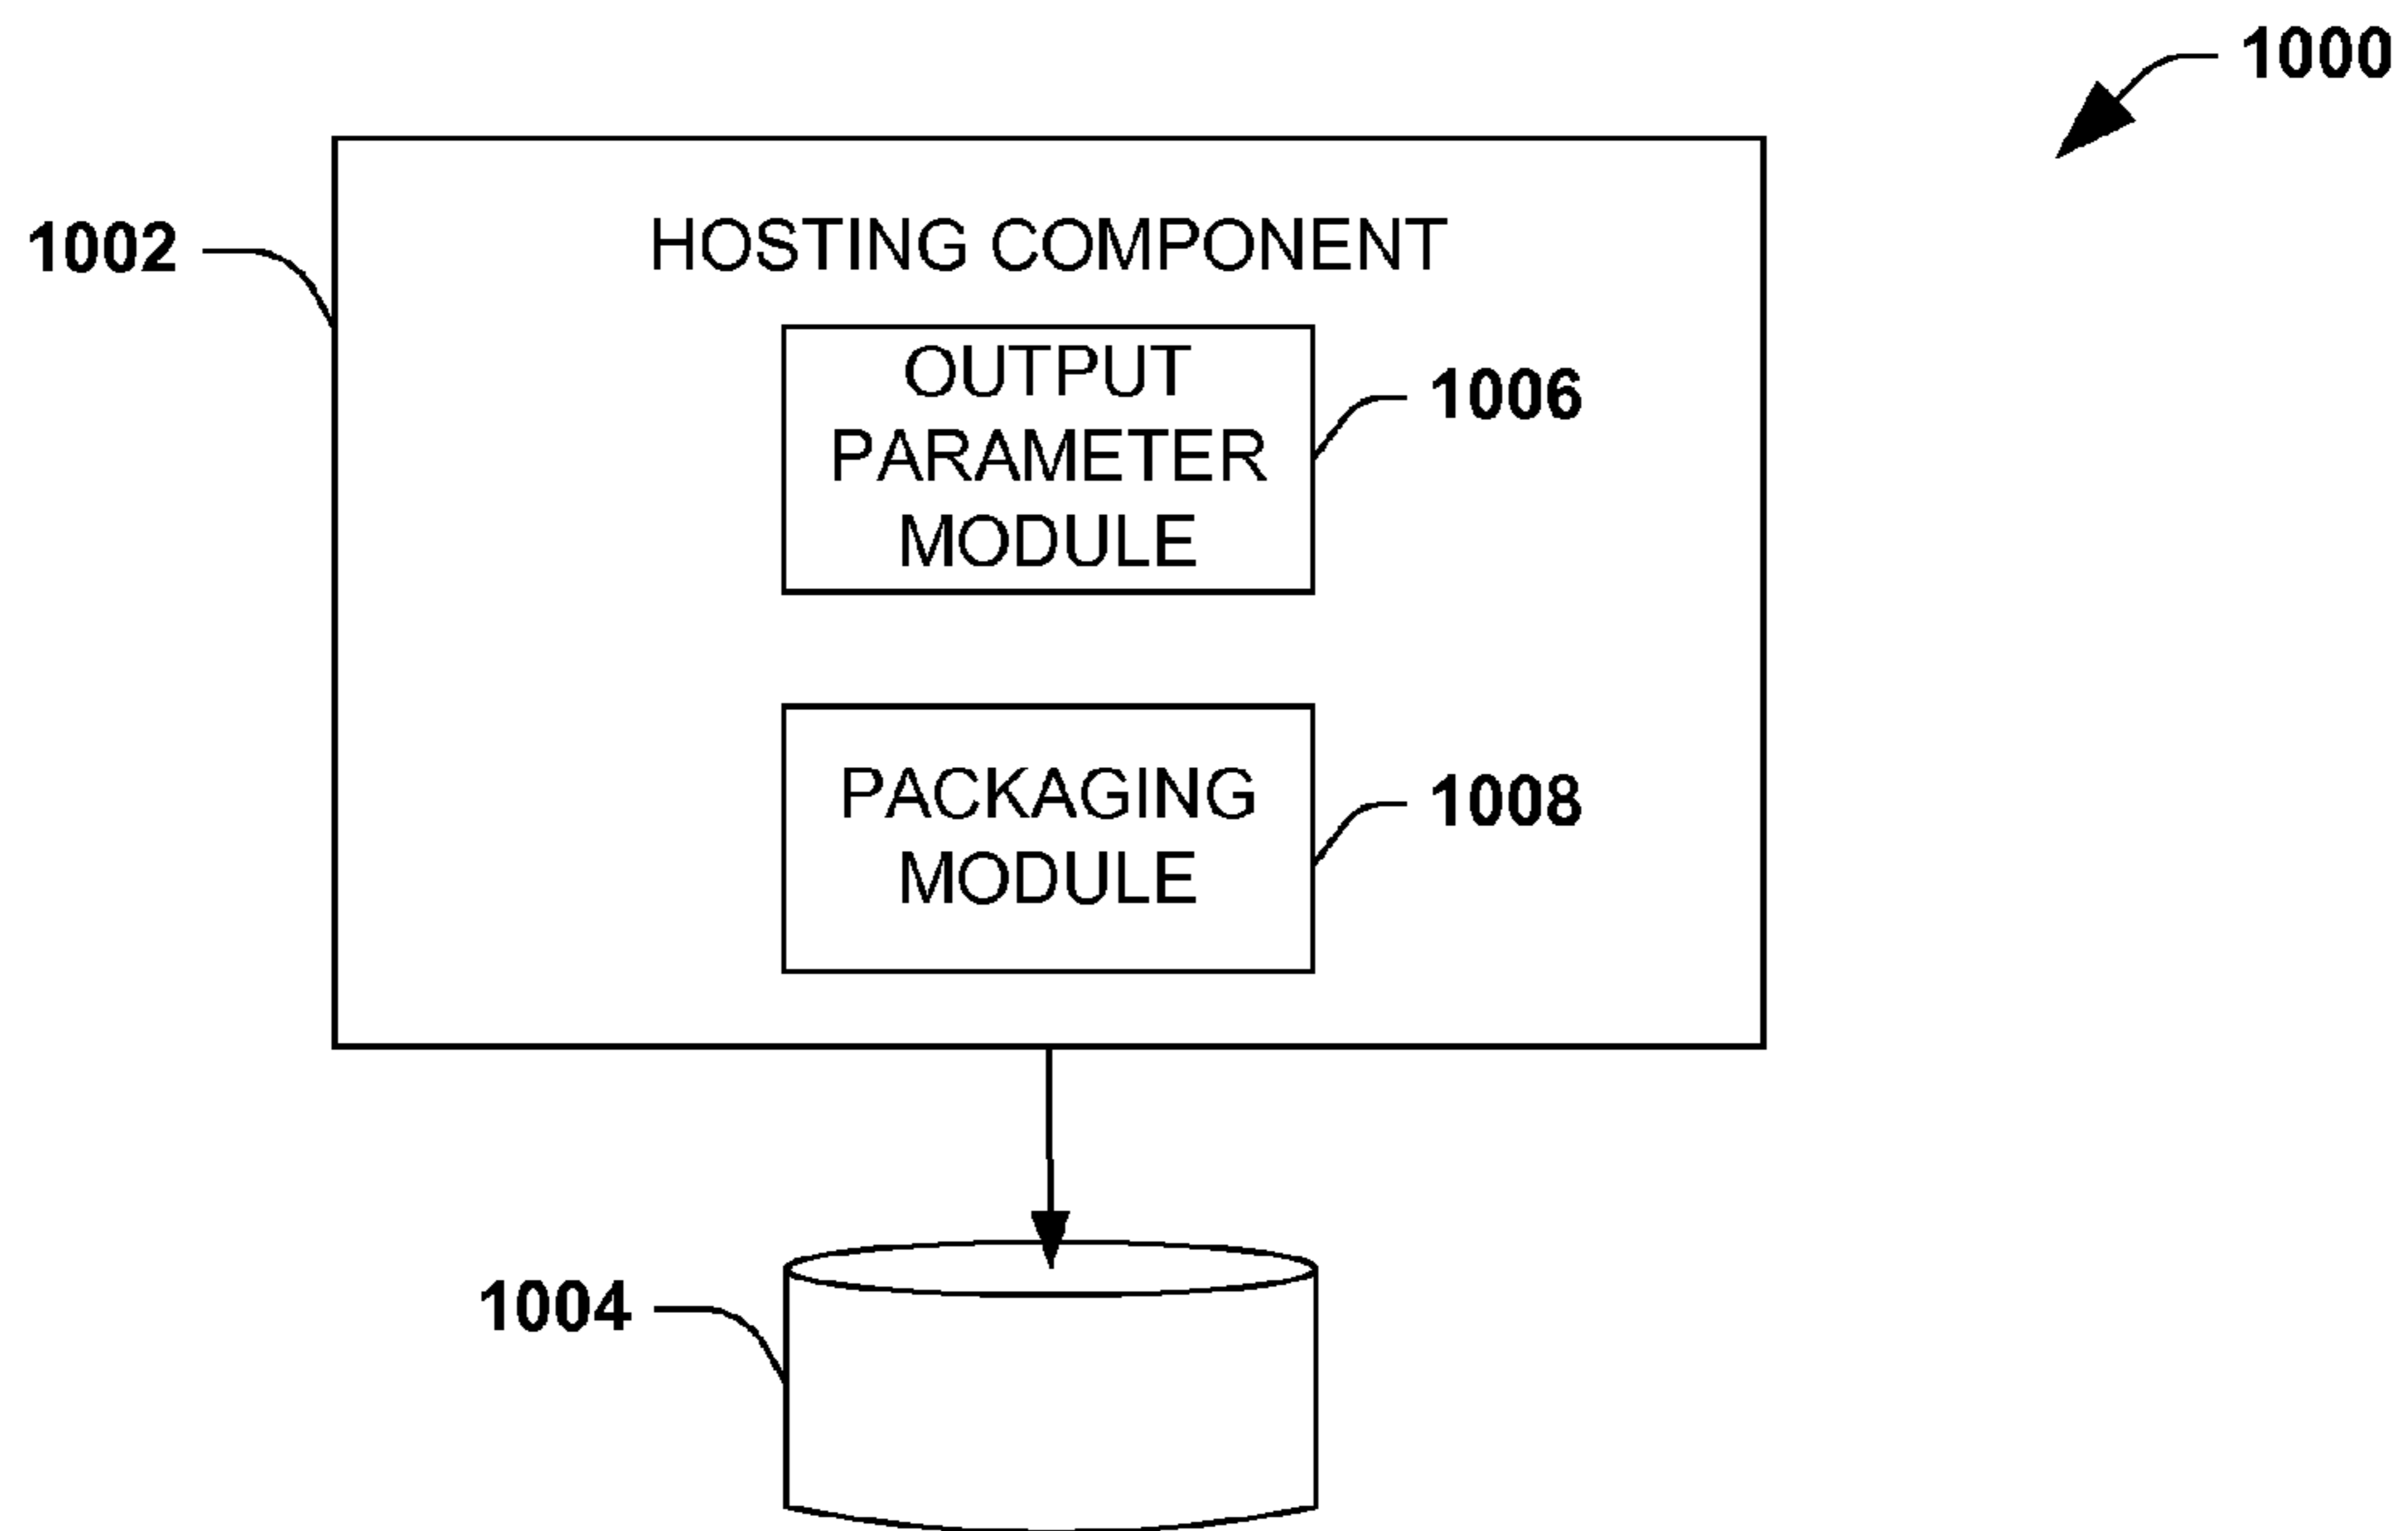 1000
1002
HOSTING COMPONENT
OUTPUT
PARAMETER
MODULE
1006
PACKAGING
MODULE
1008
1004